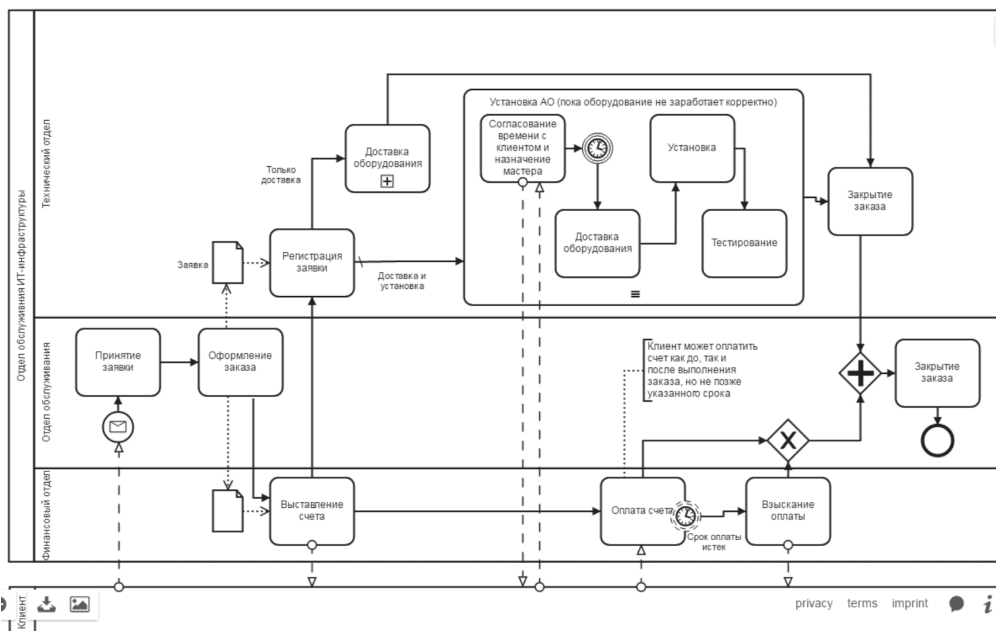 Отдел обслуживния ИТ-инфраструктуры
Технический отдел
Установка АО (пока оборудование не заработает корректно)
Согласование
времени с
клиентом и
назначение
мастера
Установка
Доставка
оборудования
Только
доставка
Закрытие
заказа
Регистрация
заявки
Заявка
Доставка
оборудования
Тестирование
Доставка и
установка
Отдел обслуживания
Принятие
заявки
Оформление
заказа
Клиент может оплатить
счет как до, так и
после выполнения
заказа, но не позже
указанного срока
Закрытие
заказа
X
Финансовый отдел
Выставление
счета
Оплата счета
Срок оплаты
истек
Взыскание
оплаты
Клиент
privacy
terms
imprint